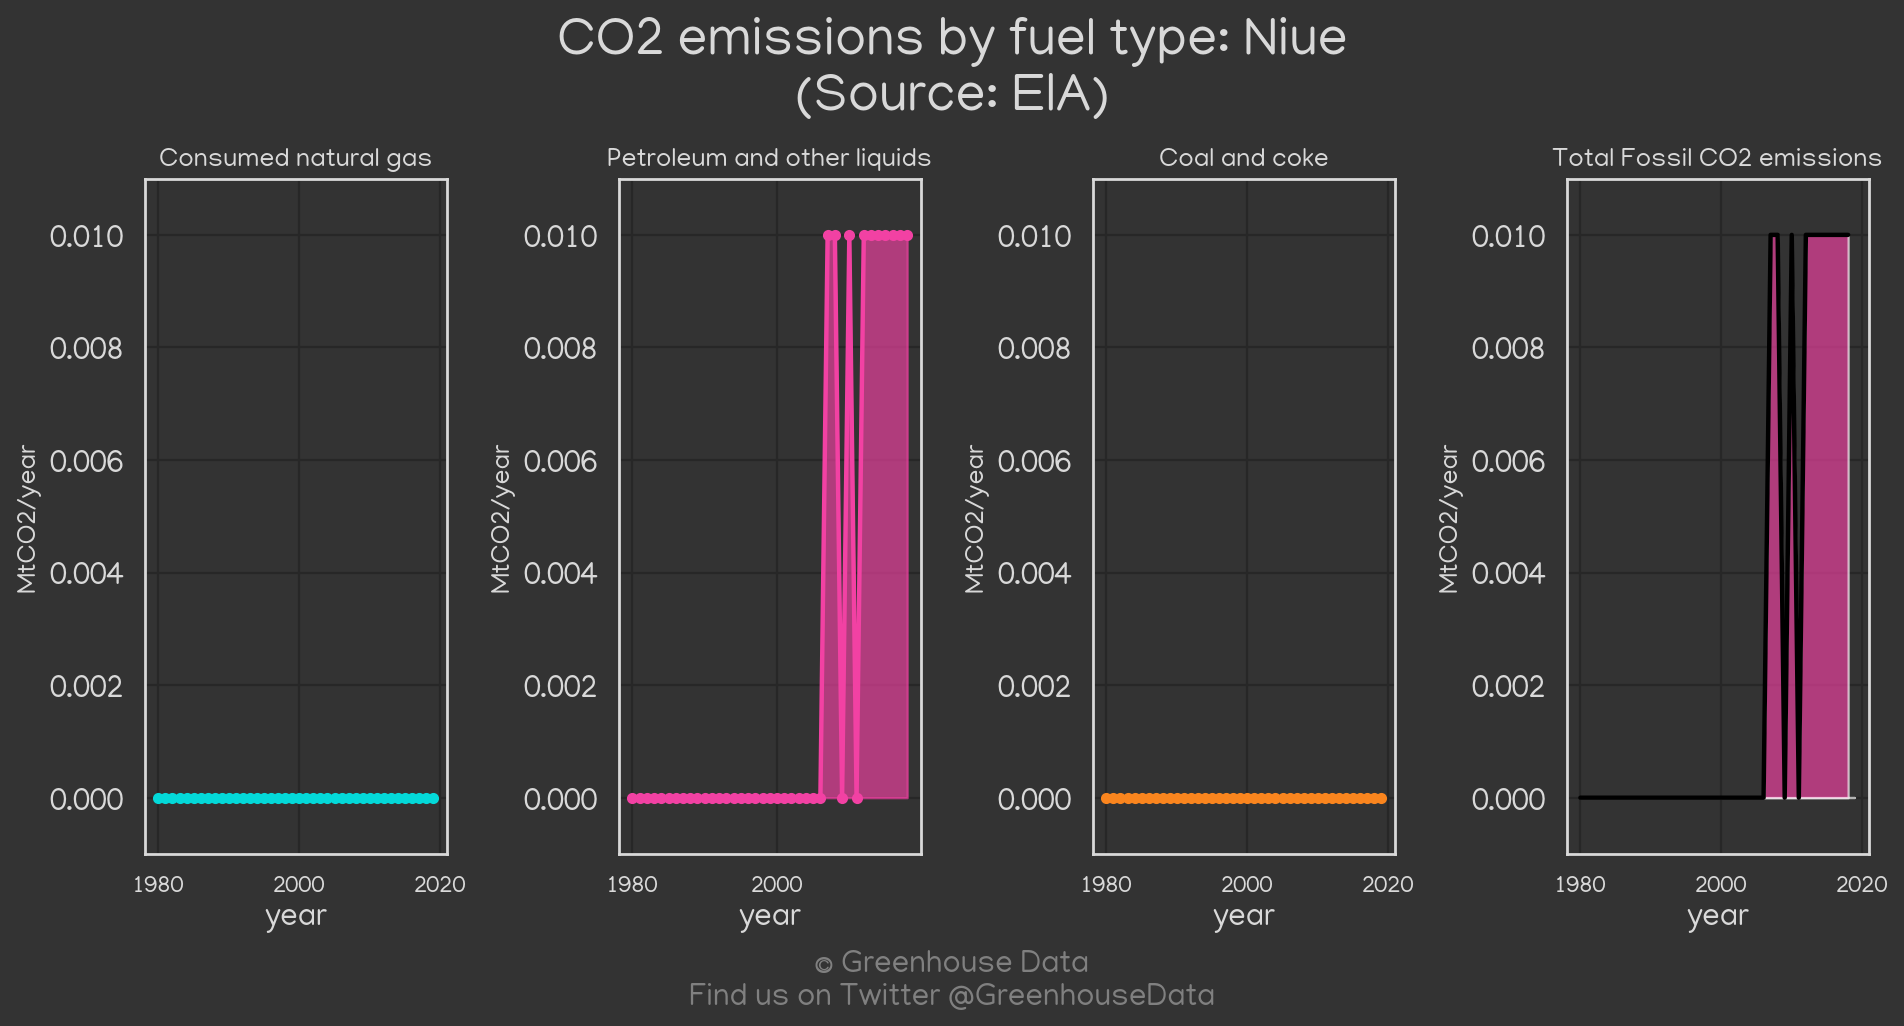 CO2 emissions by fuel type: Niue
(Source: EIA)
Consumed natural gas
Petroleum and other liquids
Coal and coke
Total Fossil CO2 emissions
MtCO2/year
0.010
0.008
0.006
0.004
0.002
0.000
1980 2000 2020
year
MtCO2/year
0.010
0.008
0.006
0.004
0.002
0.000
1980 2000
year
MtCO2/year
0.010
0.008
0.006
0.004
0.002
0.000
1980 2000 2020
year
MtCO2/year
0.010
0.008
0.006
0.004
0.002
0.000
1980 2000 2020
year
© Greenhouse Data
Find us on Twitter @GreenhouseData